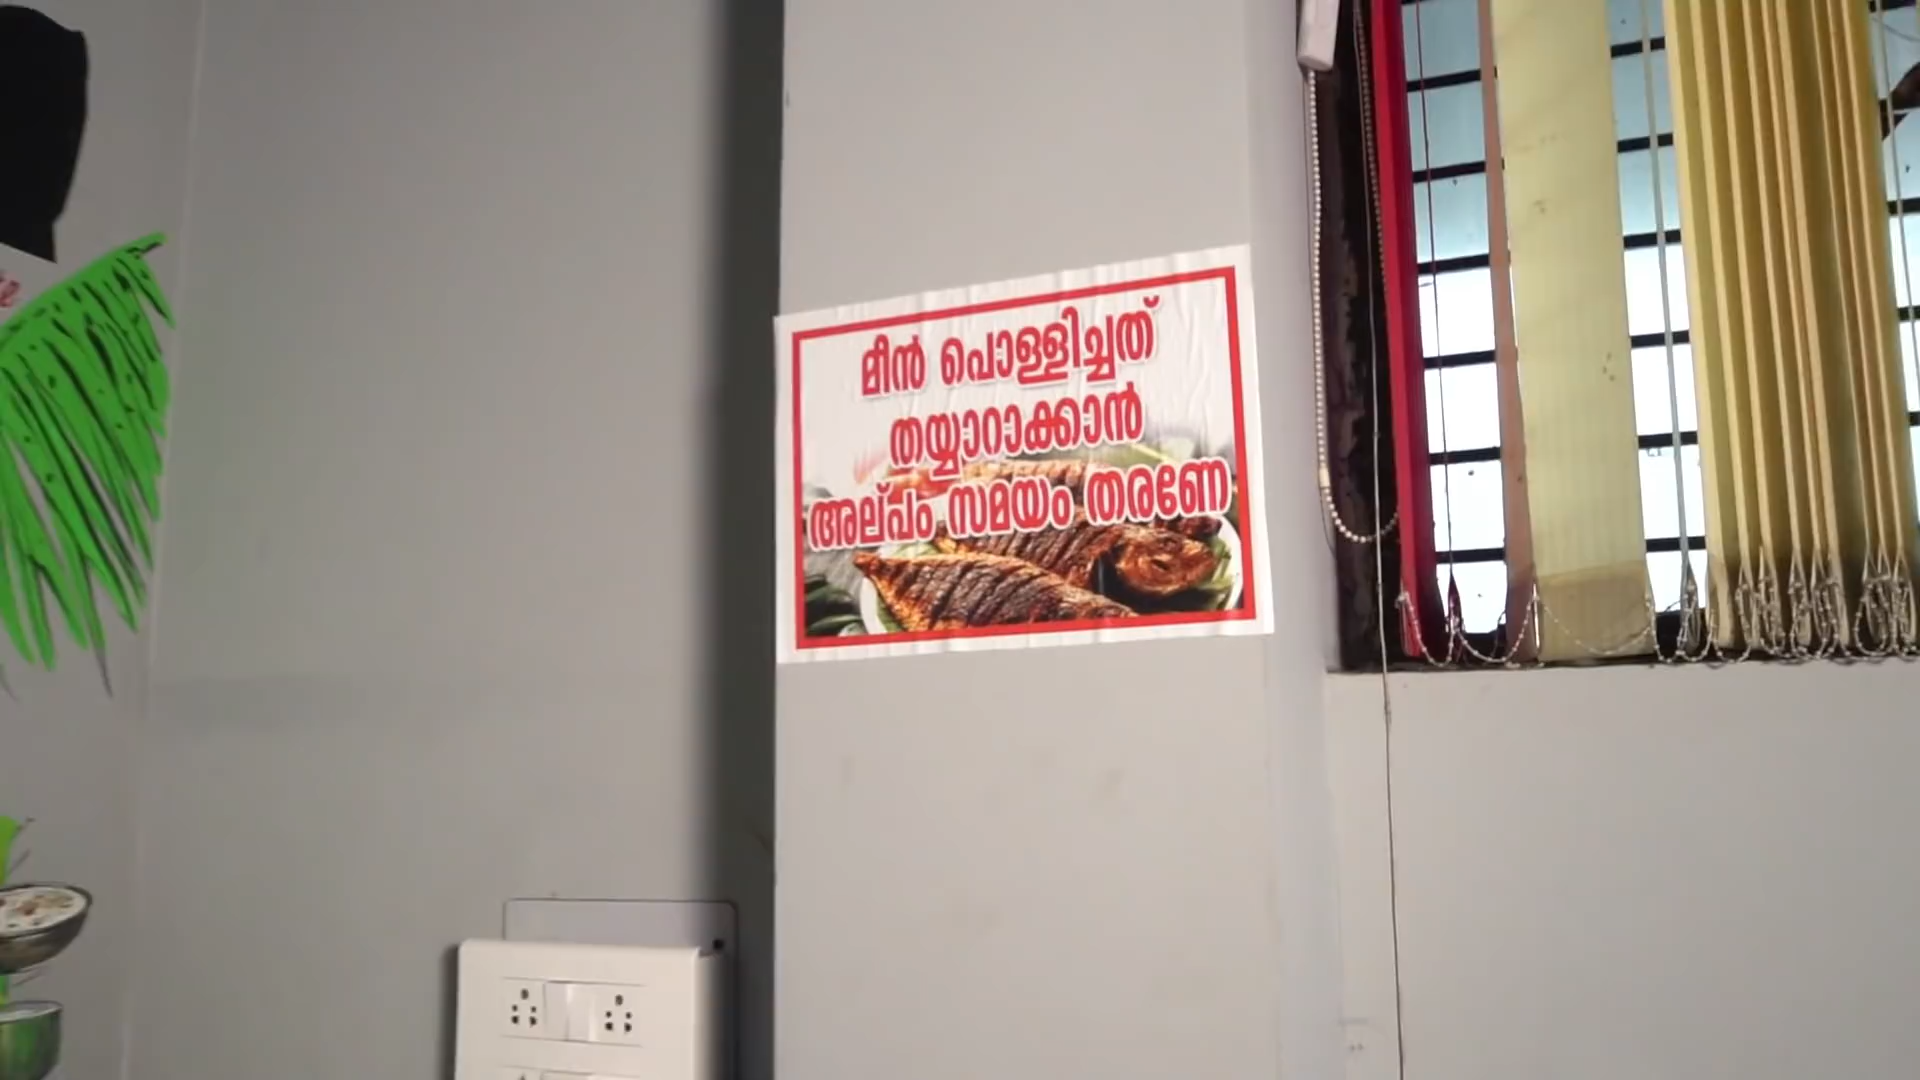 മീൻ പൊള്ളിച്ചത്
തയ്യാറാക്കാൻ
അല്പം സമയം തരണേ